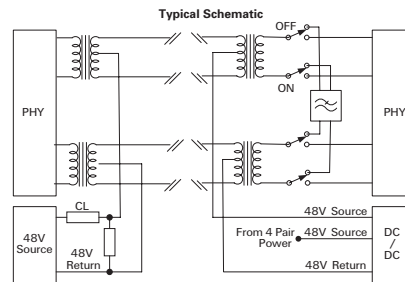 Typical Schematic
OFF
ON
PHY
PHY
CL
48V
Source
48V
Return
48V Source
From 4 Pair
Power
48V Source
48V Return
DC
/
DC